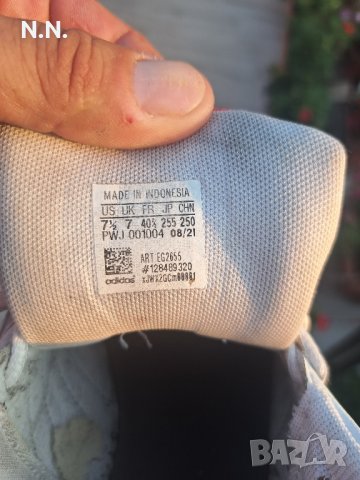 N.N.
MADE IN INDONESIA
US UK FR JP CHN
7½ 7 40⅔ 255 250
PWJ 001004 08/21
ART EG2655
#128489320
adidas
BAZAR